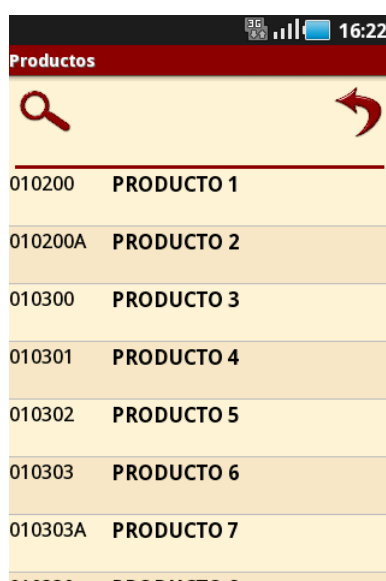 3G 16:22
Productos
010200 PRODUCTO 1
010200A PRODUCTO 2
010300 PRODUCTO 3
010301 PRODUCTO 4
010302 PRODUCTO 5
010303 PRODUCTO 6
010303A PRODUCTO 7